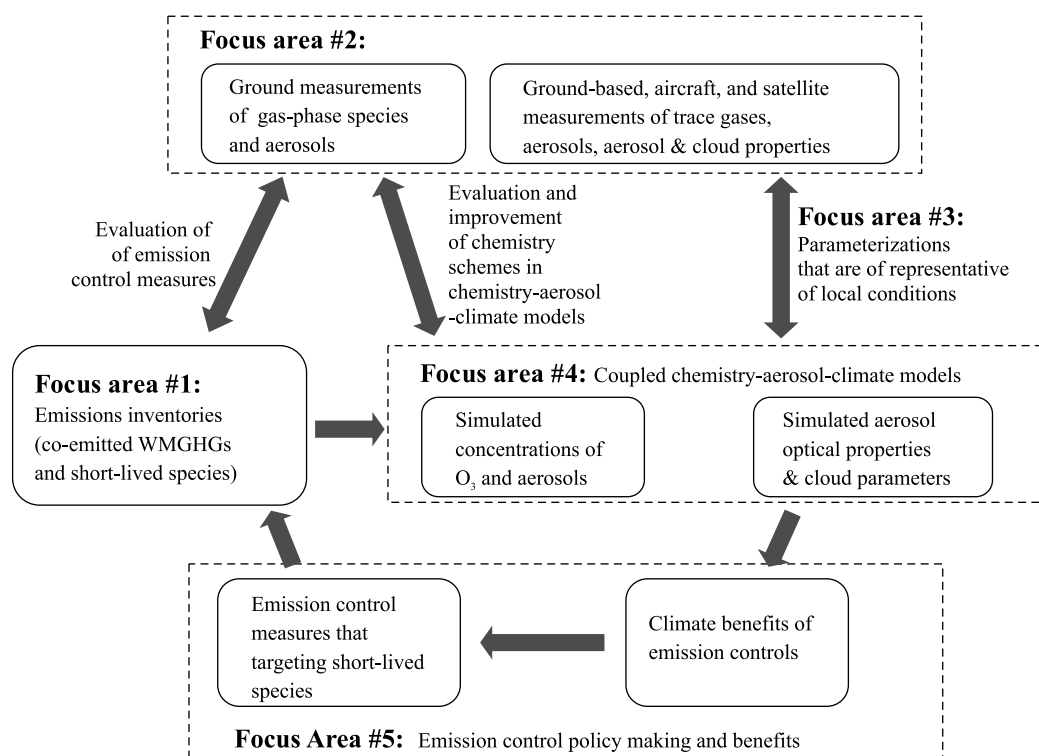 Focus area #2:
Ground measurements
of gas-phase species
and aerosols
Ground-based, aircraft, and satellite
measurements of trace gases,
aerosols, aerosol & cloud properties
Evaluation of
of emission
control measures
Evaluation and
improvement
of chemistry
schemes in
chemistry-aerosol
-climate models
Focus area #3:
Parameterizations
that are of representative
of local conditions
Focus area #1:
Emissions inventories
(co-emitted WMGHGs
and short-lived species)
Focus area #4: Coupled chemistry-aerosol-climate models
Simulated
concentrations of
O₃ and aerosols
Simulated aerosol
optical properties
& cloud parameters
Emission control
measures that
targeting short-lived
species
Climate benefits of
emission controls
Focus Area #5: Emission control policy making and benefits